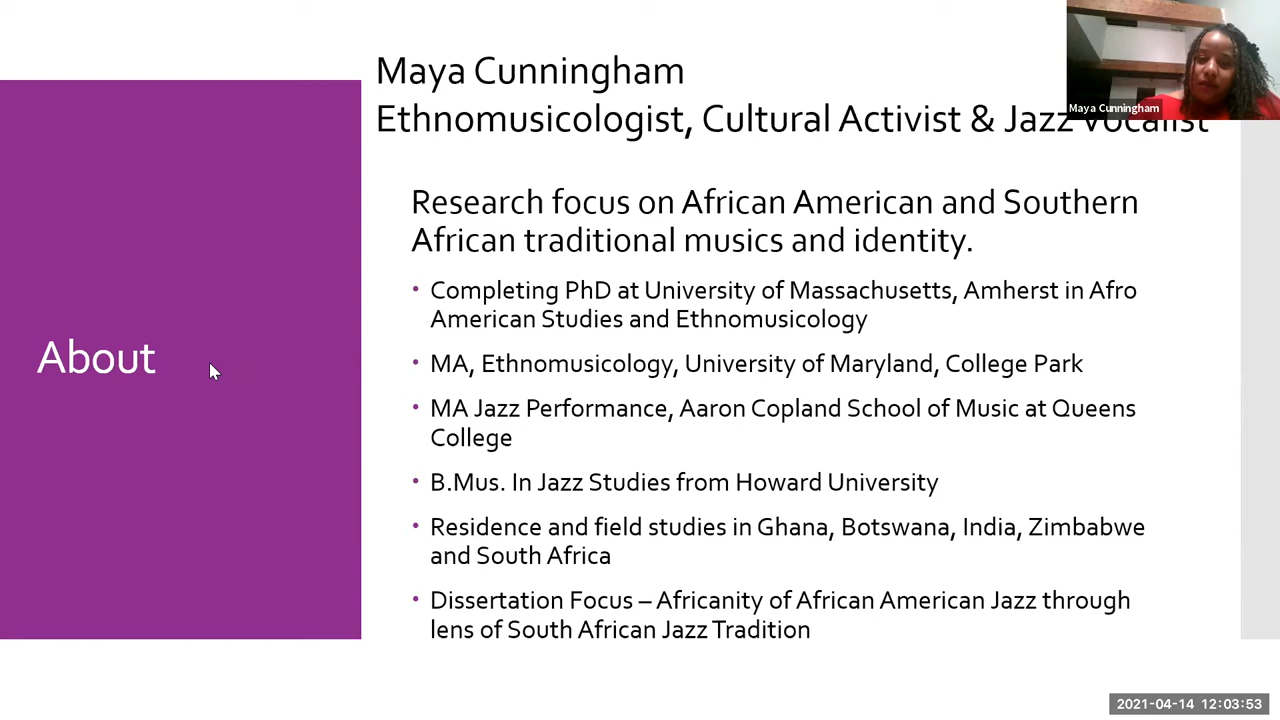 Maya Cunningham
Ethnomusicologist, Cultural Activist & Jazz Vocalist
Maya Cunningham
Research focus on African American and Southern
African traditional musics and identity.
• Completing PhD at University of Massachusetts, Amherst in Afro
American Studies and Ethnomusicology
• MA, Ethnomusicology, University of Maryland, College Park
• MA Jazz Performance, Aaron Copland School of Music at Queens
College
• B.Mus. In Jazz Studies from Howard University
• Residence and field studies in Ghana, Botswana, India, Zimbabwe
and South Africa
• Dissertation Focus – Africanity of African American Jazz through
lens of South African Jazz Tradition
About
2021-04-14 12:03:53